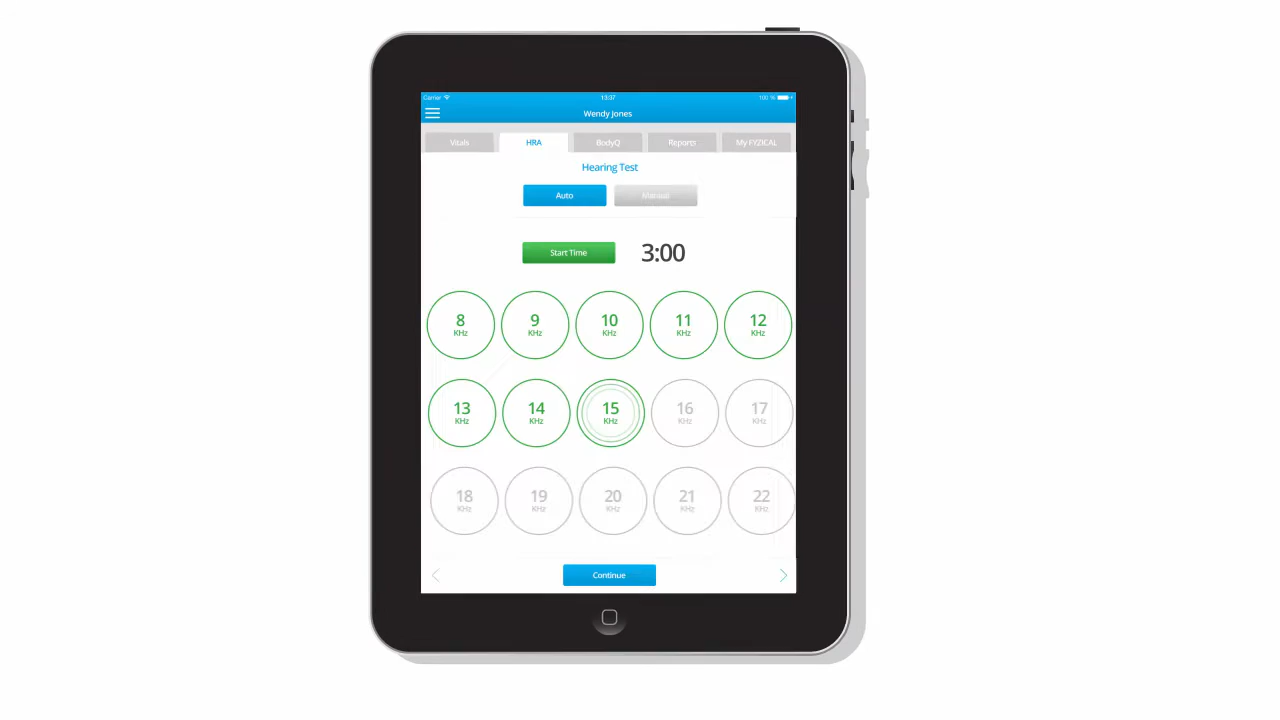 Carrier 13:37 100 %
Wendy Jones
Vitals HRA BodyQ Reports My FYZICAL
Hearing Test
Auto Manual
Start Time 3:00
8 9 10 11 12
KHz KHz KHz KHz KHz
13 14 15 16 17
KHz KHz KHz KHz KHz
18 19 20 21 22
KHz KHz KHz KHz KHz
Continue